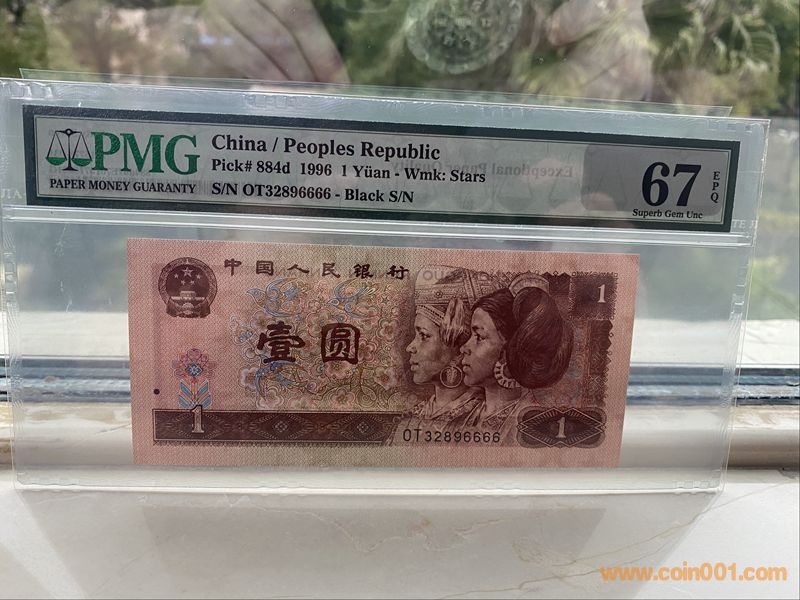 PMG
PAPER MONEY GUARANTY
China / Peoples Republic
Pick# 884d 1996 1 Yüan - Wmk: Stars
S/N OT32896666 - Black S/N
67
EPQ
Superb Gem Unc
中国人民银行
1
壹圆
1
OT32896666
1
www.coin001.com